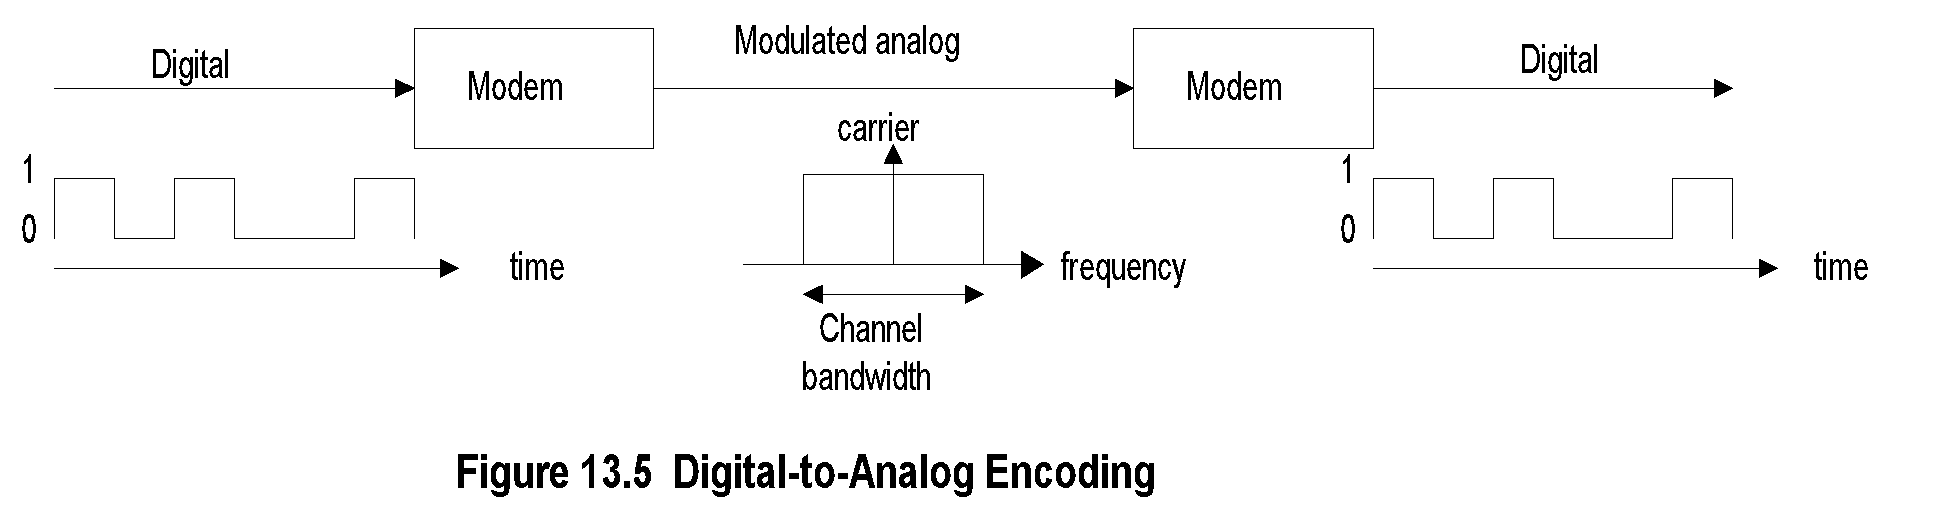 Digital
Modem
Modulated analog
Modem
Digital
carrier
1
0
time
frequency
Channel
bandwidth
1
0
time
Figure 13.5 Digital-to-Analog Encoding